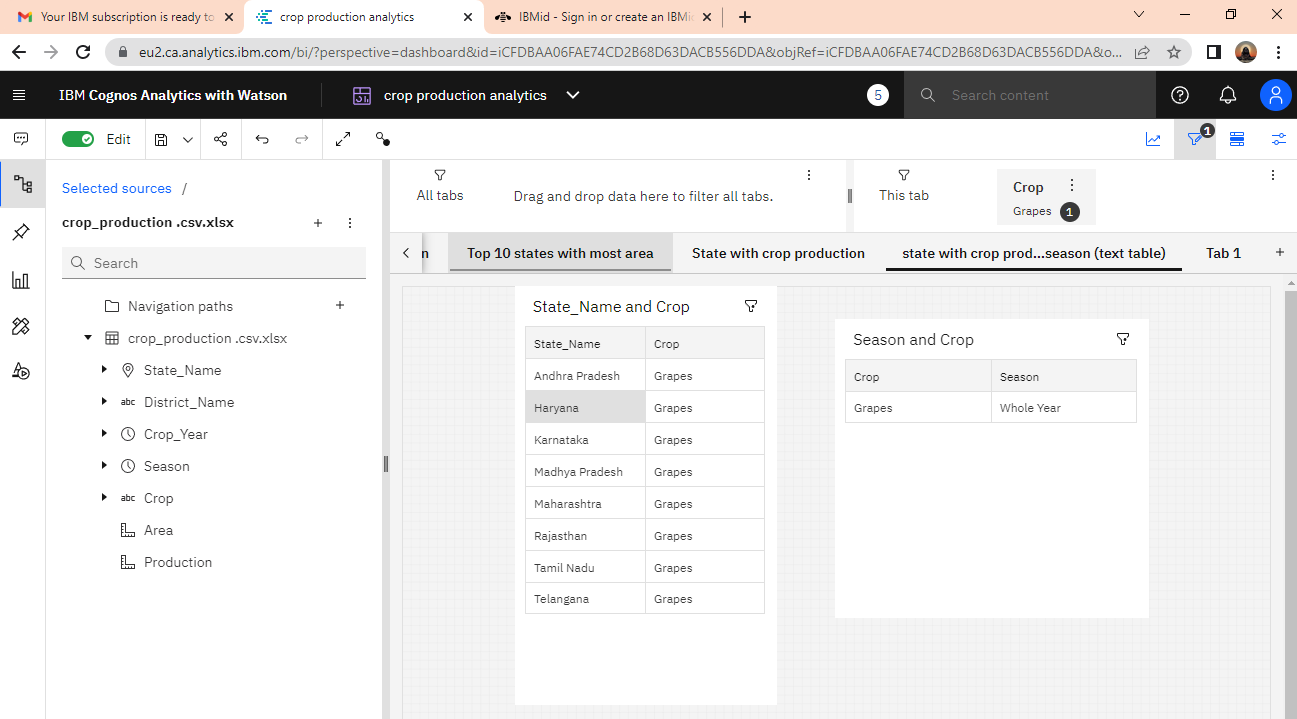 Your IBM subscription is ready to
crop production analytics
IBMid - Sign in or create an IBMi
eu2.ca.analytics.ibm.com/bi/?perspective=dashboard&id=iCFDBAA06FAE74CD2B68D63DACB556DDA&objRef=iCFDBAA06FAE74CD2B68D63DACB556DDA&o...
IBM Cognos Analytics with Watson
crop production analytics
5
Search content
Edit
1
Selected sources /
crop_production .csv.xlsx
Search
Navigation paths
crop_production .csv.xlsx
State_Name
abc District_Name
Crop_Year
Season
abc Crop
Area
Production
All tabs
Drag and drop data here to filter all tabs.
This tab
Crop
Grapes 1
n
Top 10 states with most area
State with crop production
state with crop prod...season (text table)
Tab 1
State_Name and Crop
State_Name Crop
Andhra Pradesh Grapes
Haryana Grapes
Karnataka Grapes
Madhya Pradesh Grapes
Maharashtra Grapes
Rajasthan Grapes
Tamil Nadu Grapes
Telangana Grapes
Season and Crop
Crop Season
Grapes Whole Year